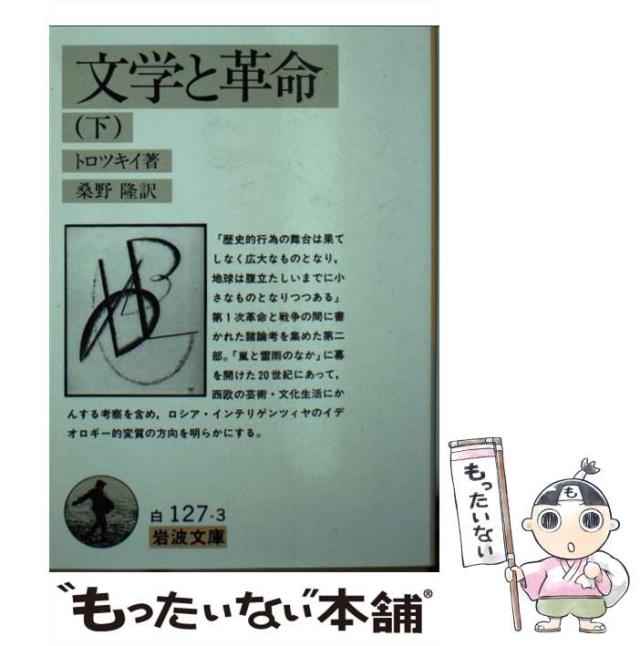 文学と革命
(下)
トロツキイ著
桑野 隆訳
「歴史的行為の舞台は果て
しなく広大なものとなり,
地球は腹立たしいまでに小
さなものとなりつつある」
第1次革命と戦争の間に書
かれた諸論考を集めた第二
部。「嵐と雷雨のなか」に幕
を開けた20世紀にあって,
西欧の芸術・文化生活にか
んする考察を含め, ロシア・インテリゲンツィヤのイデ
オロギー的変質の方向を明らかにする。
白 127-3
岩波文庫
もったいない
も
"もったいない"本舗®